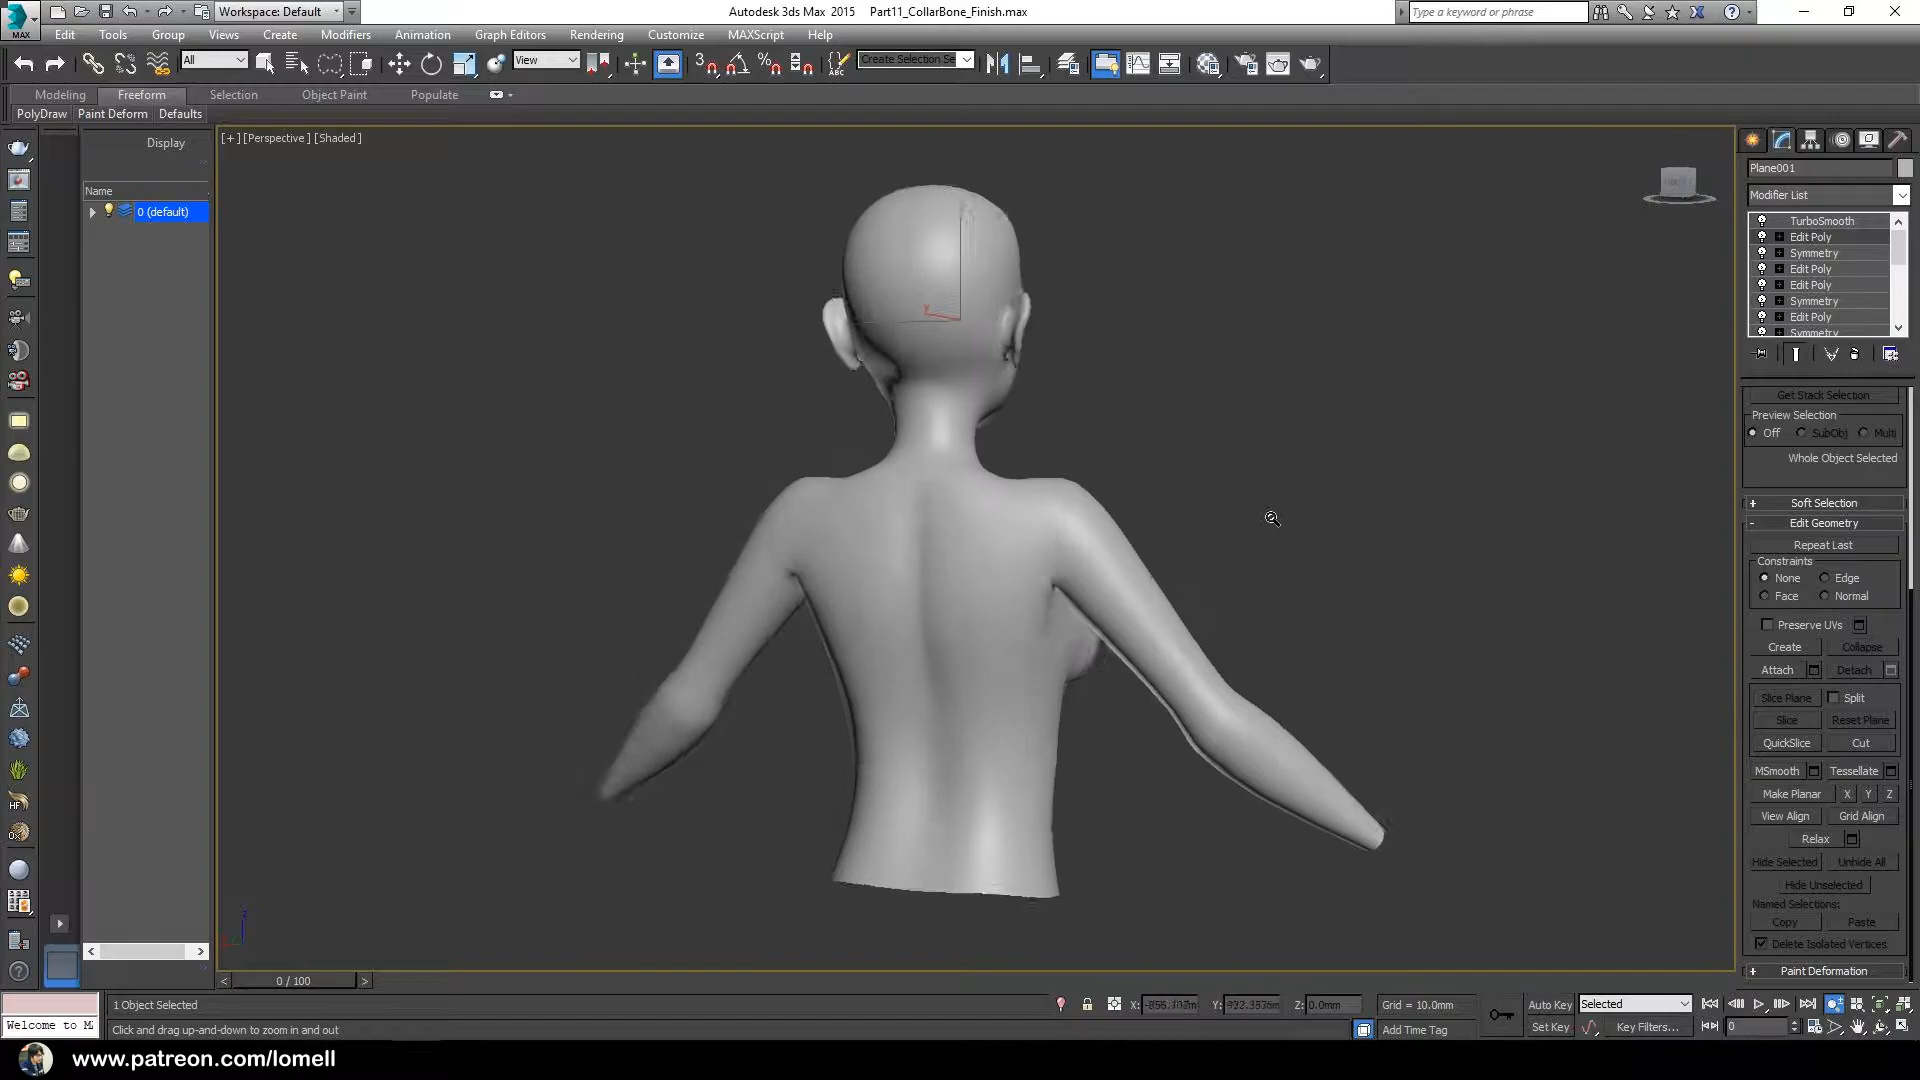 Workspace: Default
Autodesk 3ds Max 2015 Part11_CollarBone_Finish.max
Type a keyword or phrase
MAX
Edit Tools Group Views Create Modifiers Animation Graph Editors Rendering Customize MAXScript Help
All
View
Create Selection Se
Modeling Freeform Selection Object Paint Populate
PolyDraw Paint Deform Defaults
Display
[+] [Perspective] [Shaded]
Name
0 (default)
Plane001
Modifier List
TurboSmooth
Edit Poly
Symmetry
Edit Poly
Edit Poly
Symmetry
Edit Poly
Symmetry
Get Stack Selection
Preview Selection
Off SubObj Multi
Whole Object Selected
+ Soft Selection
- Edit Geometry
Repeat Last
Constraints
None Edge
Face Normal
Preserve UVs
Create Collapse
Attach Detach
Slice Plane Split
Slice Reset Plane
QuickSlice Cut
MSmooth Tessellate
Make Planar X Y Z
View Align Grid Align
Relax
Hide Selected Unhide All
Hide Unselected
Named Selections:
Copy Paste
Delete Isolated Vertices
+ Paint Deformation
< 0 / 100 >
1 Object Selected
X: Y: Z: 0.0mm Grid = 10.0mm
Auto Key Selected
Welcome to M
Click and drag up-and-down to zoom in and out
Add Time Tag
Set Key Key Filters... 0
www.patreon.com/lomell